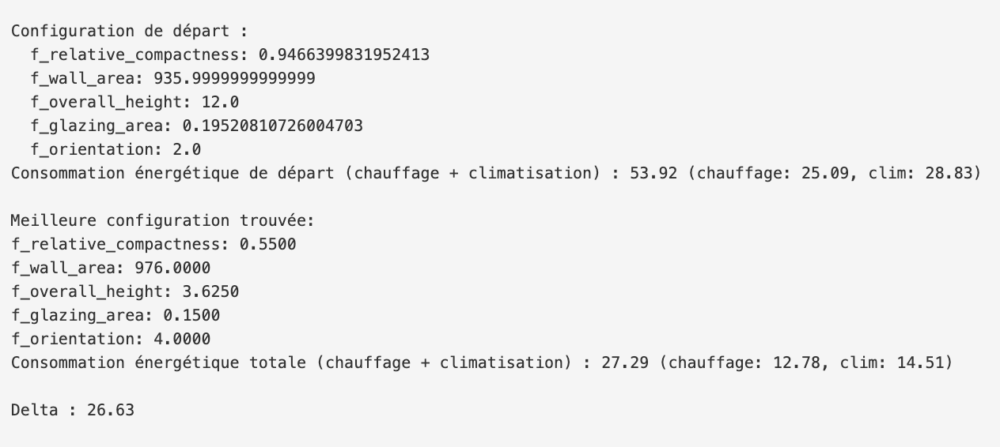 Configuration de départ :
f_relative_compactness: 0.9466399831952413
f_wall_area: 935.9999999999999
f_overall_height: 12.0
f_glazing_area: 0.19520810726004703
f_orientation: 2.0
Consommation énergétique de départ (chauffage + climatisation) : 53.92 (chauffage: 25.09, clim: 28.83)
Meilleure configuration trouvée:
f_relative_compactness: 0.5500
f_wall_area: 976.0000
f_overall_height: 3.6250
f_glazing_area: 0.1500
f_orientation: 4.0000
Consommation énergétique totale (chauffage + climatisation) : 27.29 (chauffage: 12.78, clim: 14.51)
Delta : 26.63